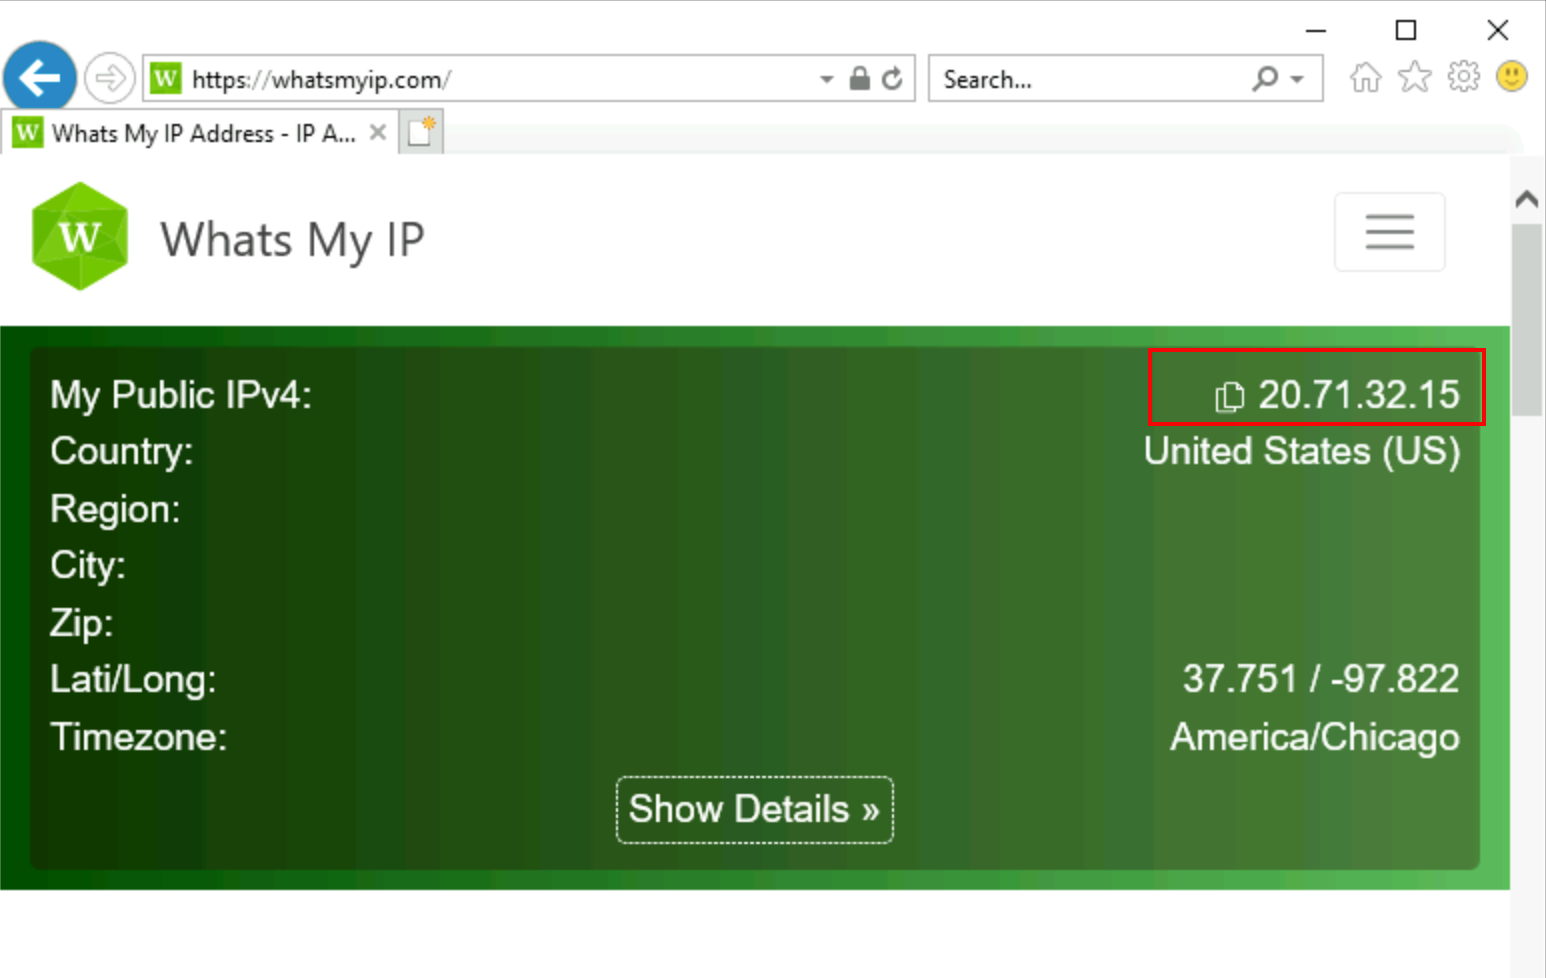 https://whatsmyip.com/
Search...
W Whats My IP Address - IP A...
W Whats My IP
My Public IPv4: 20.71.32.15
Country: United States (US)
Region:
City:
Zip:
Lati/Long: 37.751 / -97.822
Timezone: America/Chicago
Show Details »